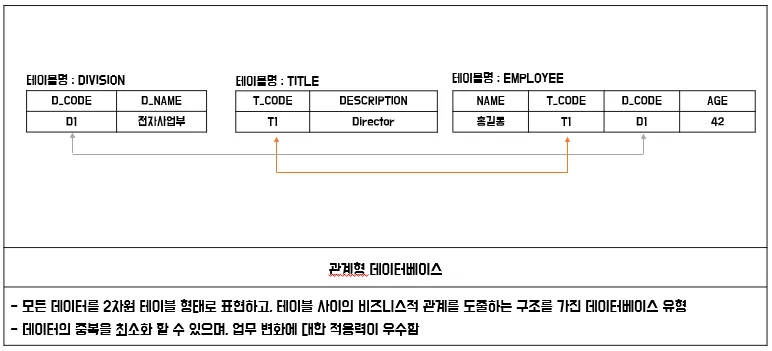 테이블명 : DIVISION
D_CODE D_NAME
D1 전자사업부
테이블명 : TITLE
T_CODE DESCRIPTION
T1 Director
테이블명 : EMPLOYEE
NAME T_CODE D_CODE AGE
홍길동 T1 D1 42
관계형 데이터베이스
- 모든 데이터를 2차원 테이블 형태로 표현하고, 테이블 사이의 비즈니스적 관계를 도출하는 구조를 가진 데이터베이스 유형
- 데이터의 중복을 최소화 할 수 있으며, 업무 변화에 대한 적응력이 우수함